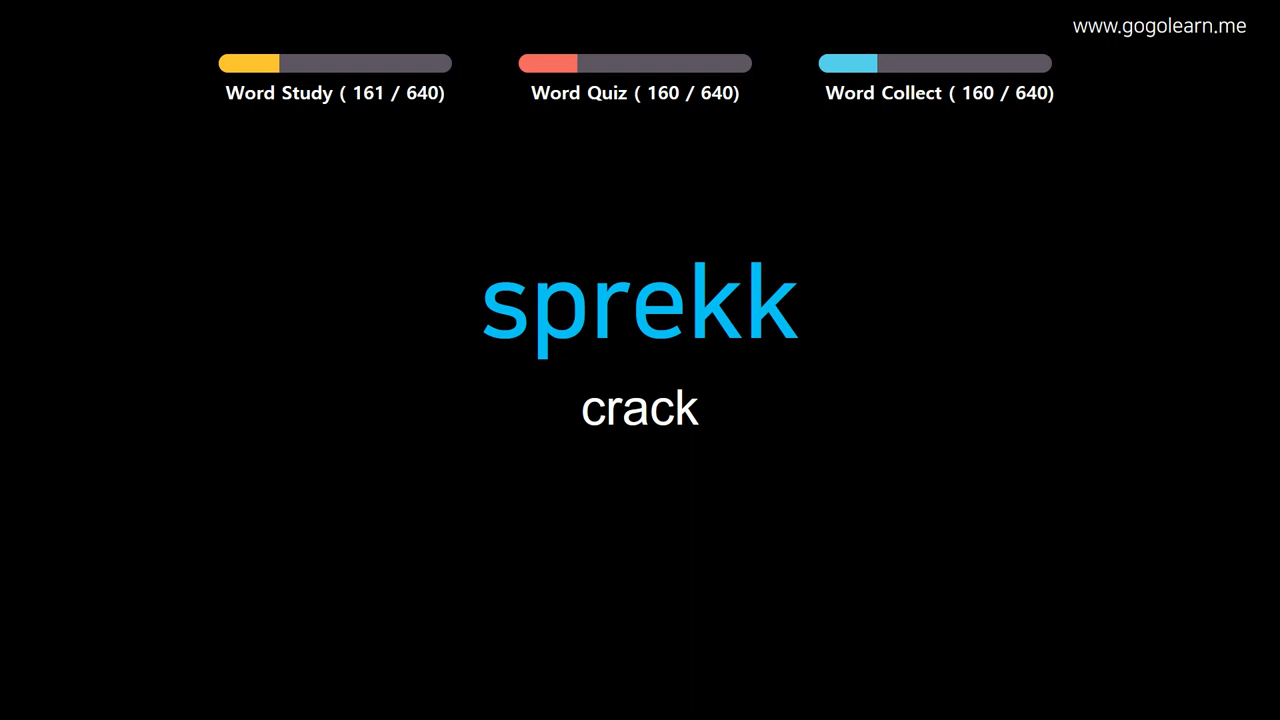 www.gogolearn.me
Word Study ( 161 / 640)
Word Quiz ( 160 / 640)
Word Collect ( 160 / 640)
sprekk
crack